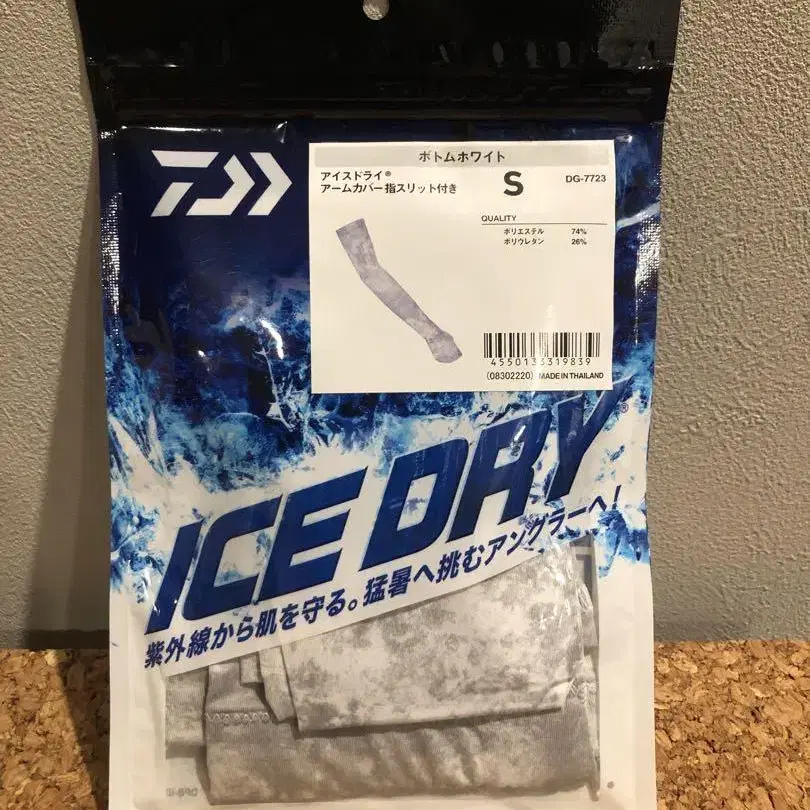 ボトムホワイト
アイスドライ®
アームカバー指スリット付き
S
DG-7723
QUALITY
ポリエステル 74%
ポリウレタン 26%
4550133319839
(08302220) MADE IN THAILAND
ICE DRY®
紫外線から肌を守る。猛暑へ挑むアングラーへ!